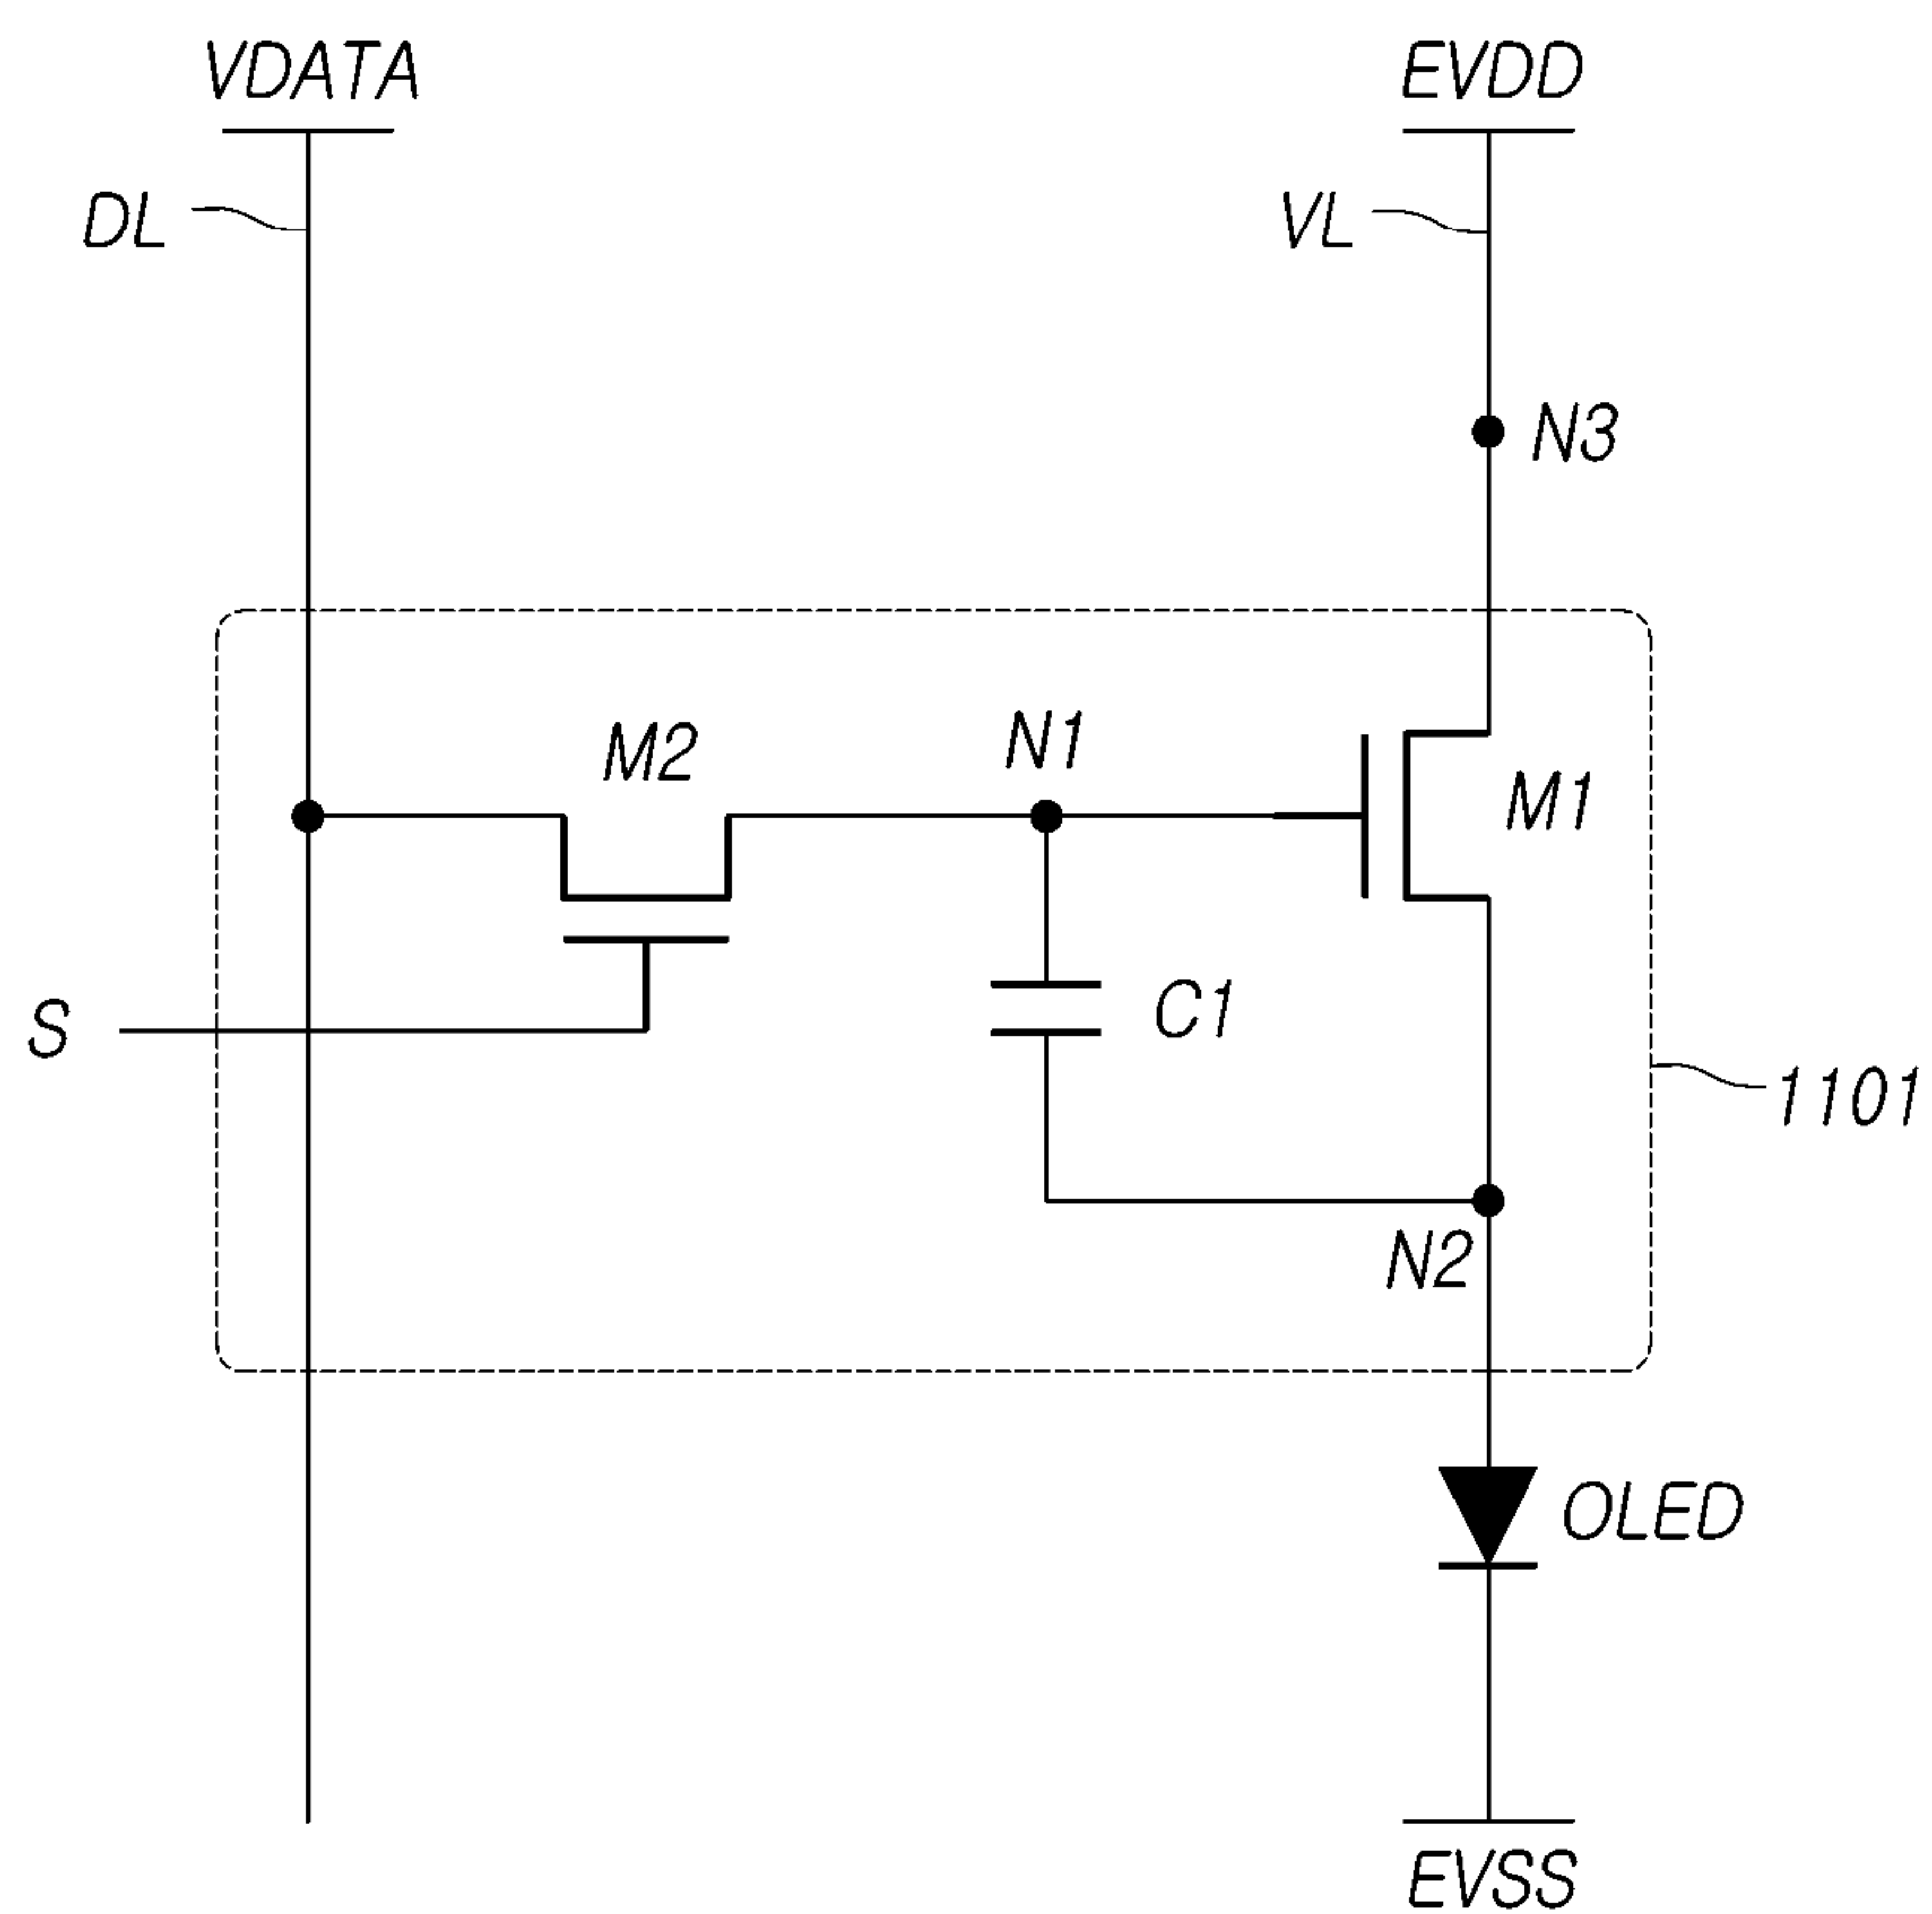 VDATA
EVDD
DL
VL
N3
M2
N1
M1
S
C1
1101
N2
OLED
EVSS